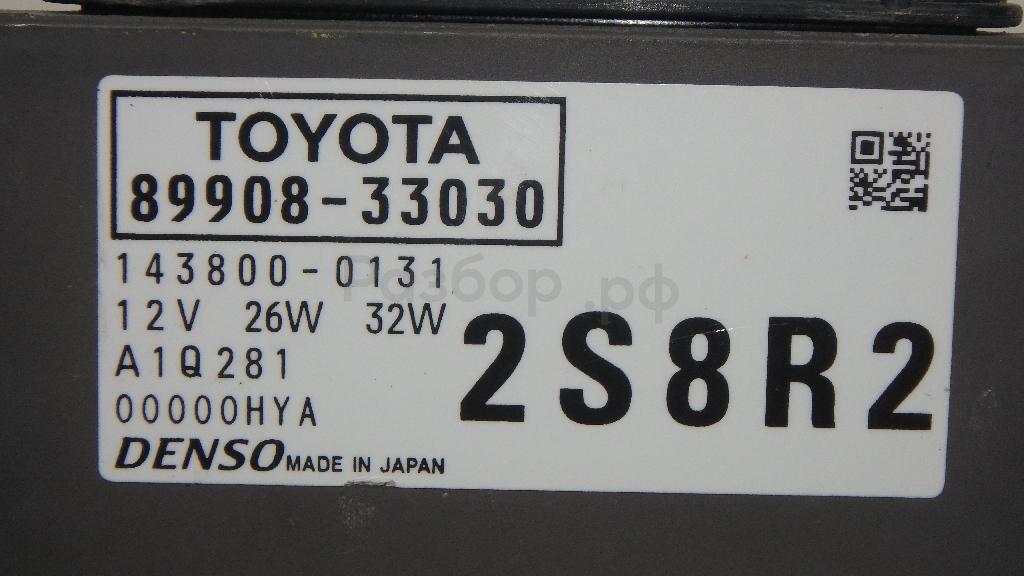 TOYOTA
89908-33030
143800-0131
Разбор.рф
12V 26W 32W
2S8R2
A1Q281
00000HYA
DENSO MADE IN JAPAN